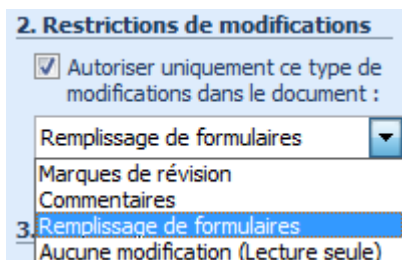 2. Restrictions de modifications
Autoriser uniquement ce type de
modifications dans le document :
Remplissage de formulaires
Marques de révision
Commentaires
3. Remplissage de formulaires
Aucune modification (Lecture seule)